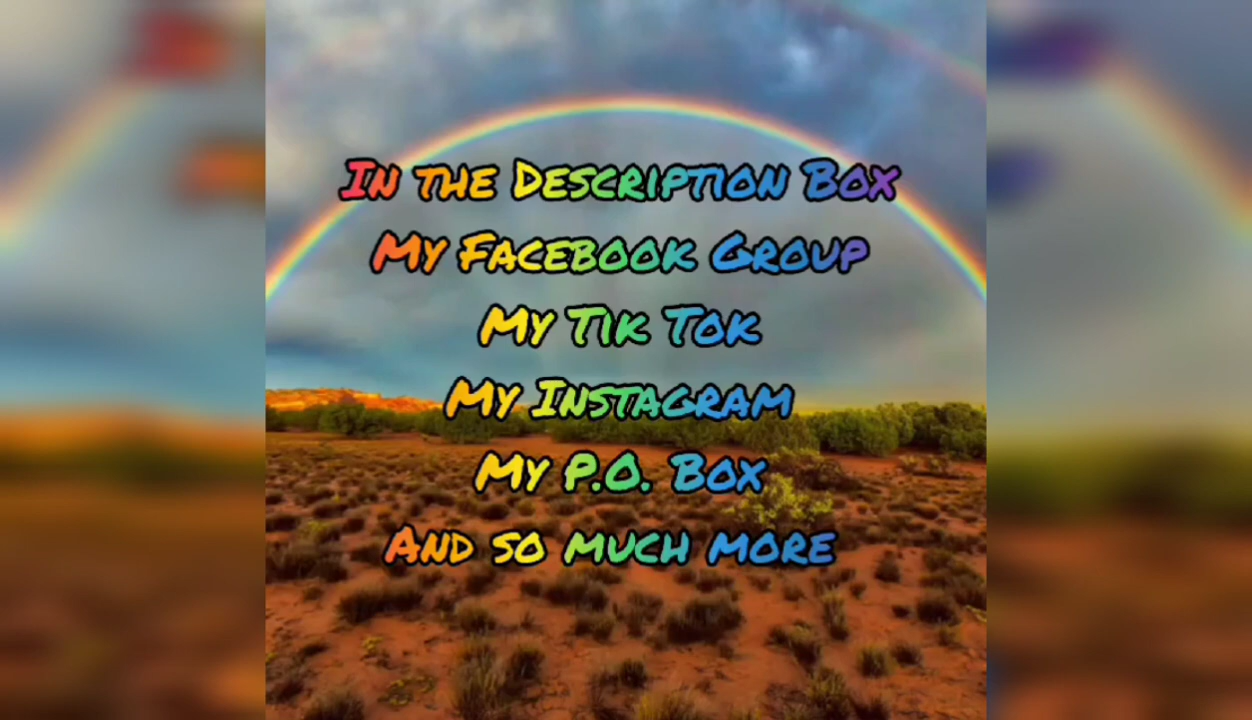 In the Description Box
My Facebook Group
My Tik Tok
My Instagram
My P.O. Box
And so much more